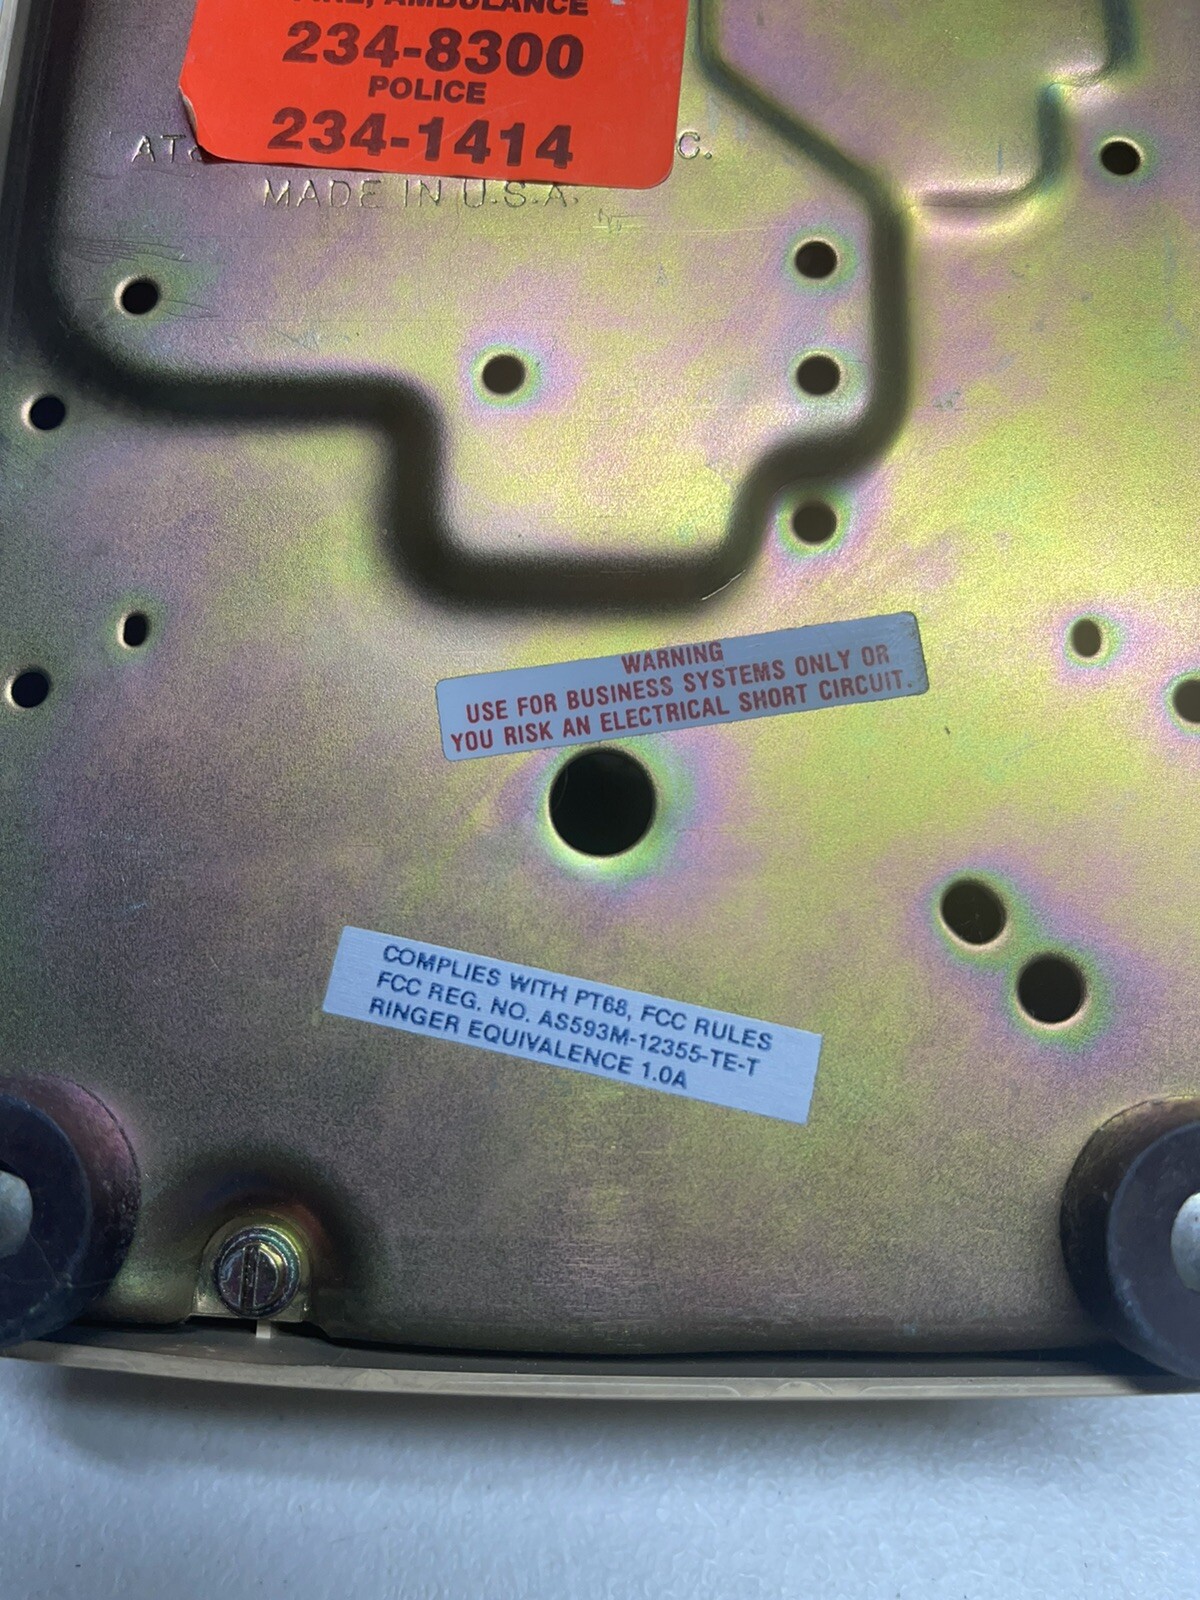 AMBULANCE
234-8300
POLICE
234-1414
MADE IN U.S.A.
WARNING
USE FOR BUSINESS SYSTEMS ONLY OR
YOU RISK AN ELECTRICAL SHORT CIRCUIT.
COMPLIES WITH PT68, FCC RULES
FCC REG. NO. AS593M-12355-TE-T
RINGER EQUIVALENCE 1.0A